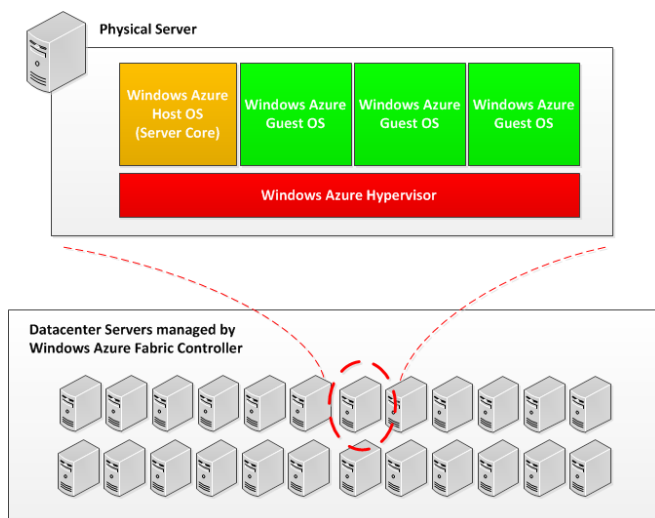 Physical Server
Windows Azure
Host OS
(Server Core)
Windows Azure
Guest OS
Windows Azure
Guest OS
Windows Azure
Guest OS
Windows Azure Hypervisor
Datacenter Servers managed by
Windows Azure Fabric Controller